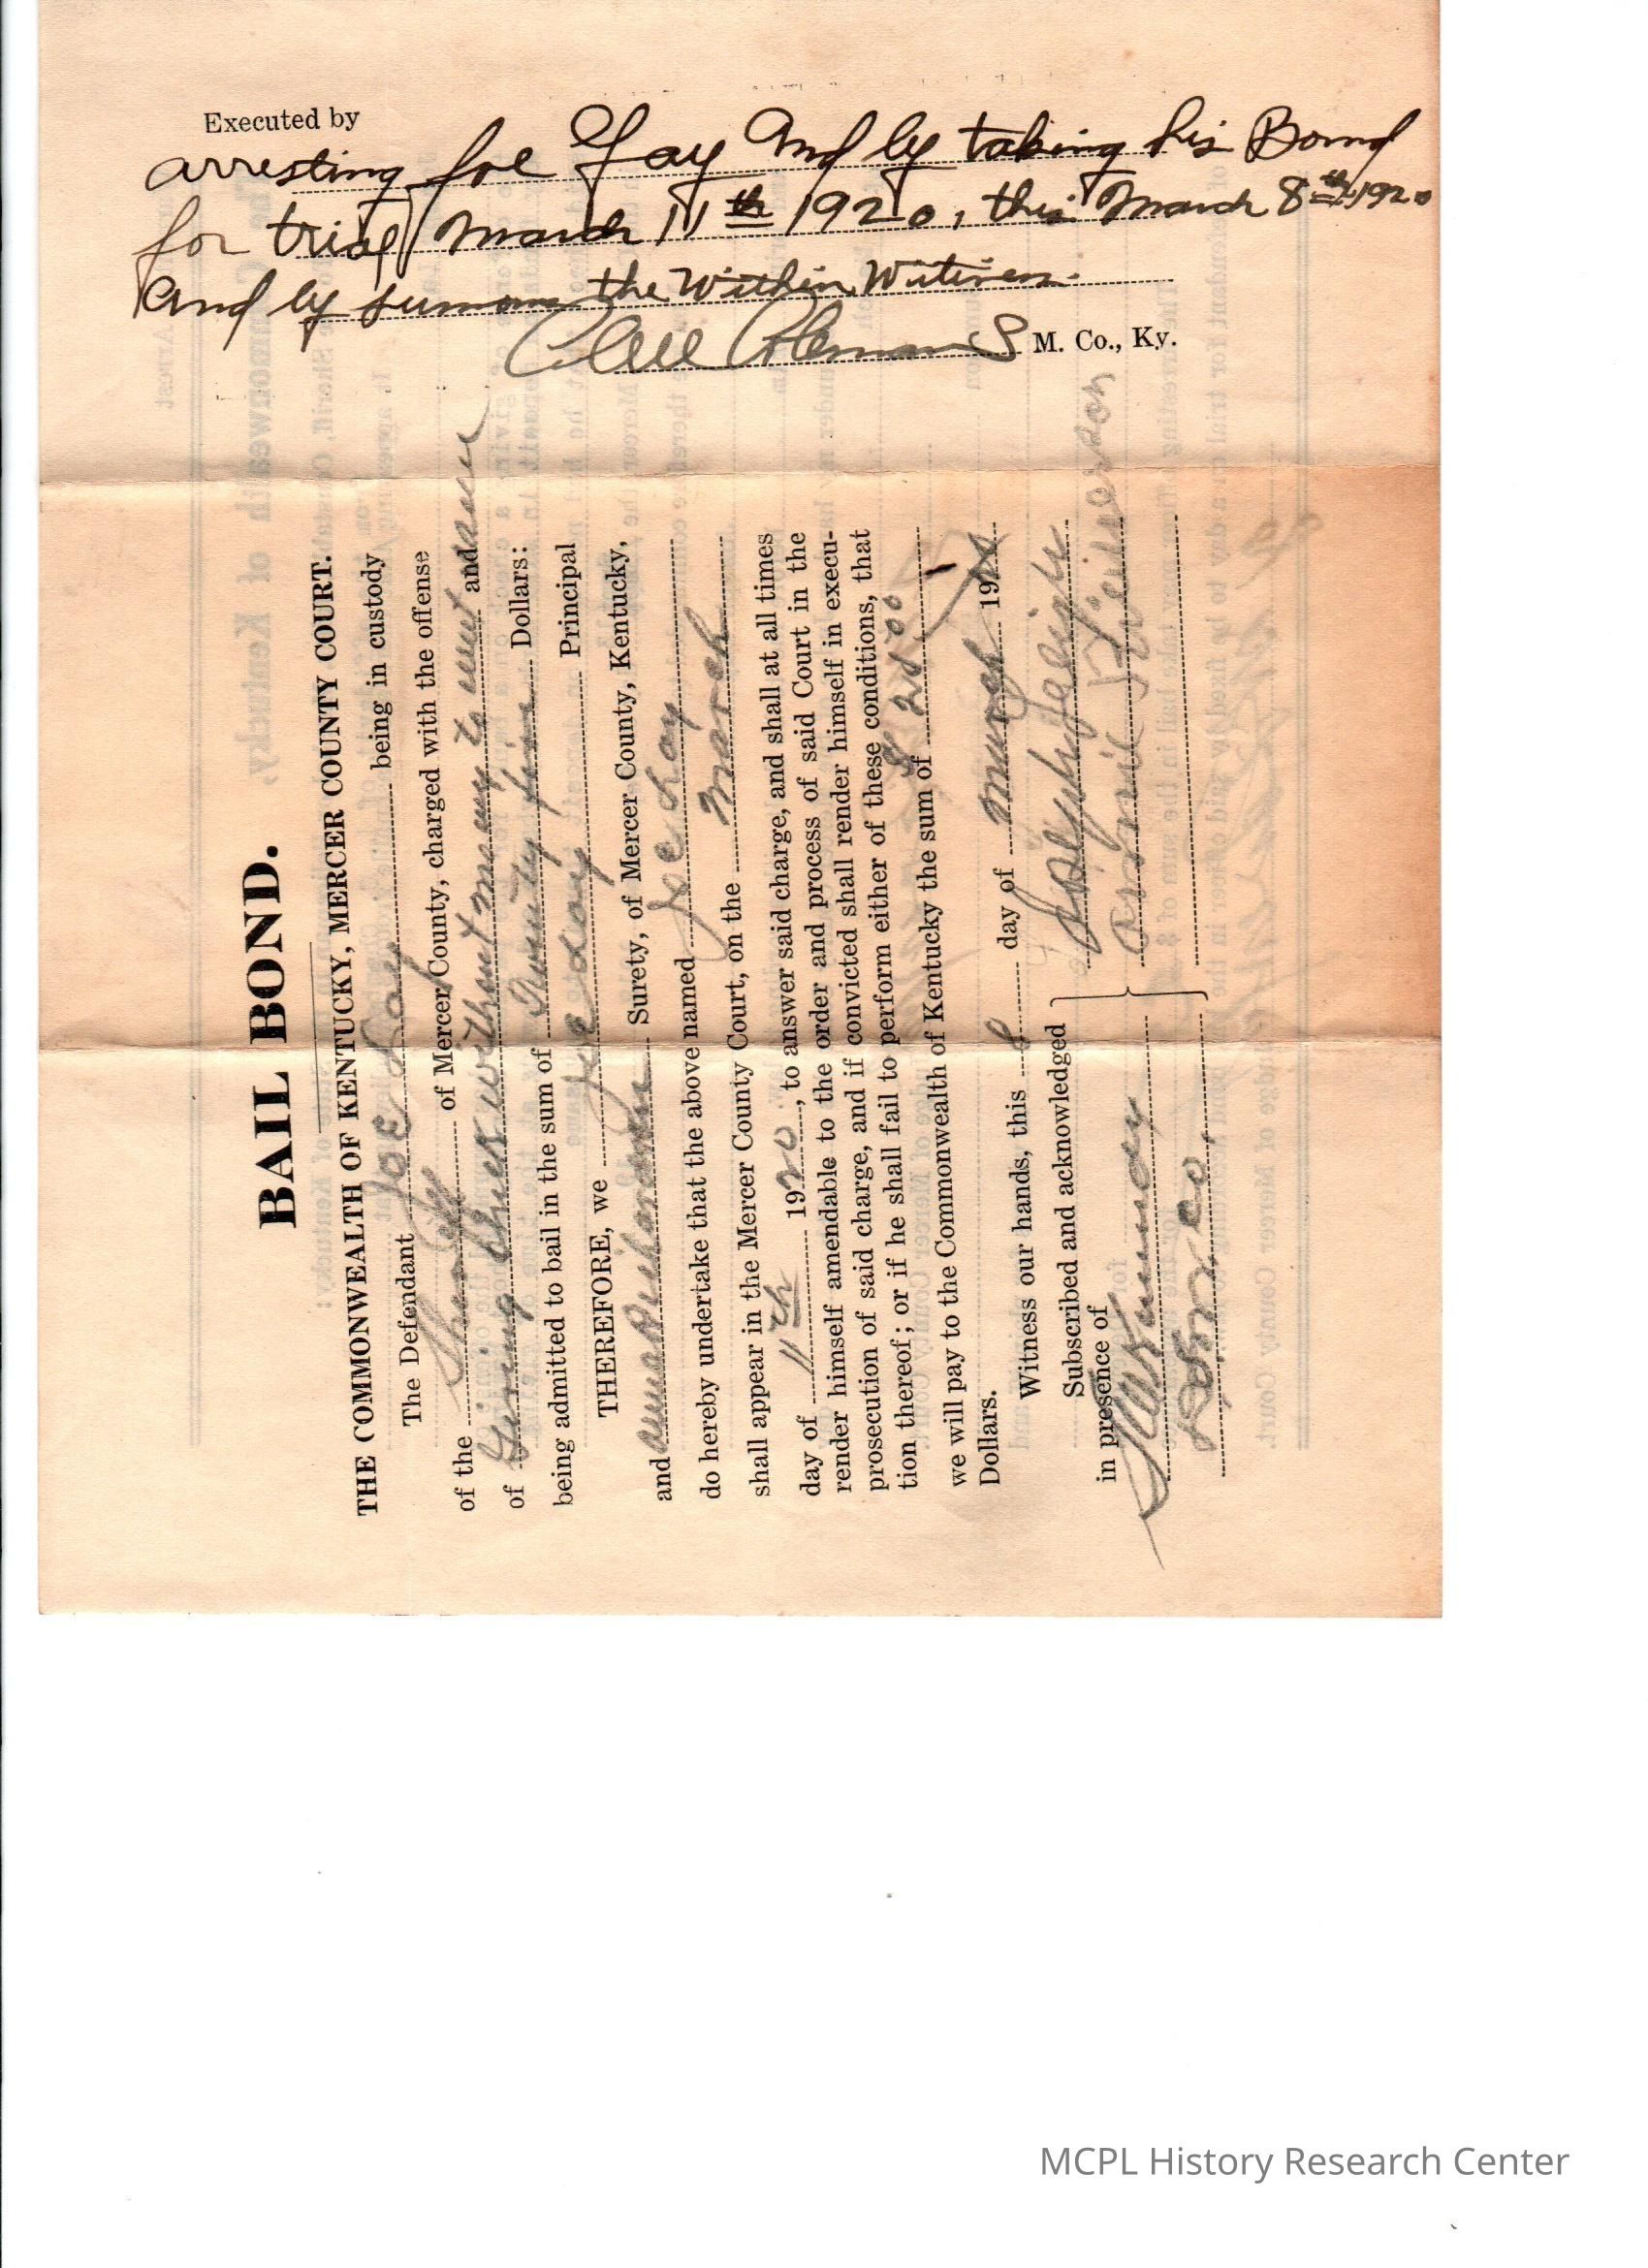 Executed by
arresting Joe Gay And by taking his Bond
for trial March 11th 1920, this March 8th 1920
And by sumons the Within Witness
Coleman S M. Co., Ky.
BAIL BOND.
THE COMMONWEALTH OF KENTUCKY, MERCER COUNTY COURT.
The Defendant Joe Gay being in custody
of the Sheriff of Mercer County, charged with the offense
of Giving Check without money to meet and same
being admitted to bail in the sum of Twenty five Dollars:
THEREFORE, we Joe Gay Principal
and Surety, of Mercer County, Kentucky,
do hereby undertake that the above named Joe Gay
shall appear in the Mercer County Court, on the March
day of 11th 1920, to answer said charge, and shall at all times
render himself amendable to the order and process of said Court in the
prosecution of said charge, and if convicted shall render himself in execu-
tion thereof; or if he shall fail to perform either of these conditions, that
we will pay to the Commonwealth of Kentucky the sum of
Dollars.
Witness our hands, this 8 day of March 191
Subscribed and acknowledged
in presence of
MCPL History Research Center